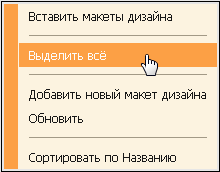 Вставить макеты дизайна
Выделить всё
Добавить новый макет дизайна
Обновить
Сортировать по Названию